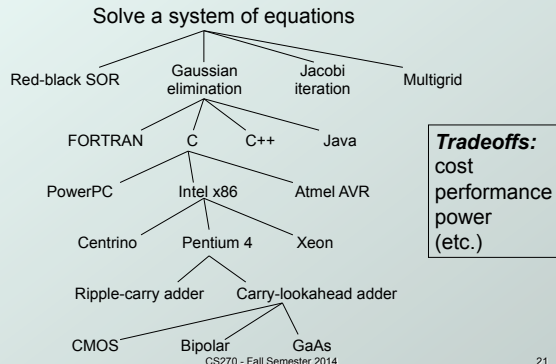 Solve a system of equations
Red-black SOR Gaussian elimination Jacobi iteration Multigrid
FORTRAN C C++ Java
Tradeoffs:
cost
performance
power
(etc.)
PowerPC Intel x86 Atmel AVR
Centrino Pentium 4 Xeon
Ripple-carry adder Carry-lookahead adder
CMOS Bipolar GaAs
CS270 - Fall Semester 2014 21